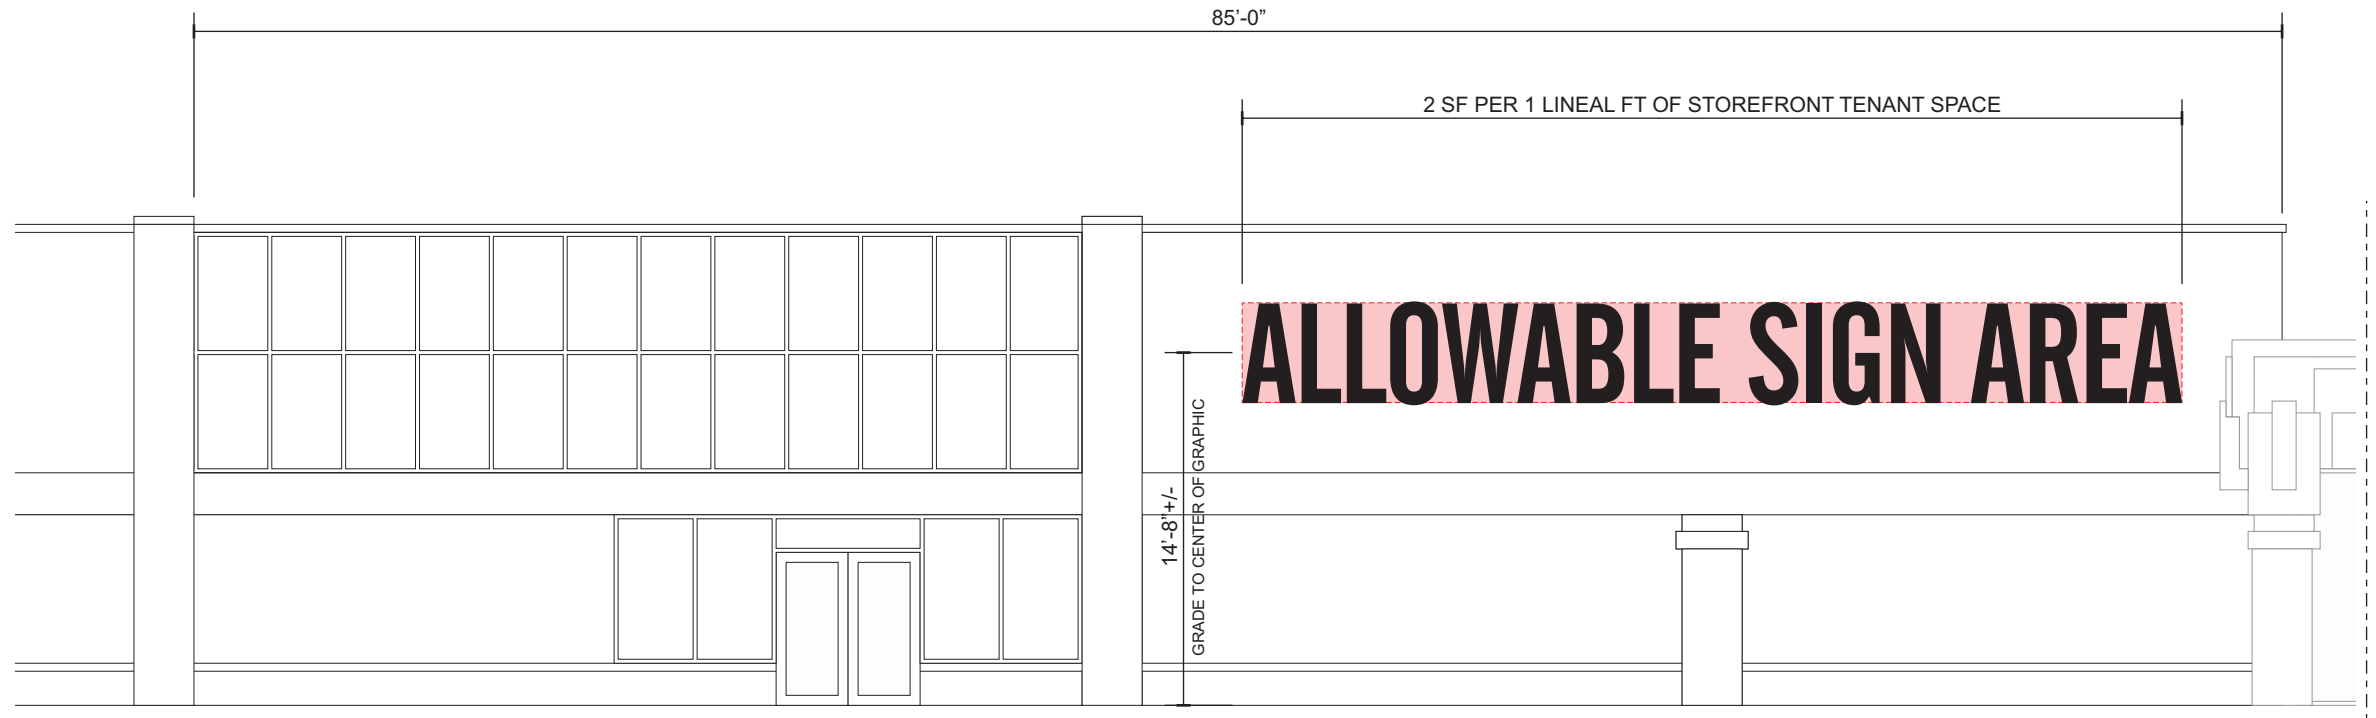 85’-0”
2 SF PER 1 LINEAL FT OF STOREFRONT TENANT SPACE
ALLOWABLE SIGN AREA
14’-8”+/-
GRADE TO CENTER OF GRAPHIC